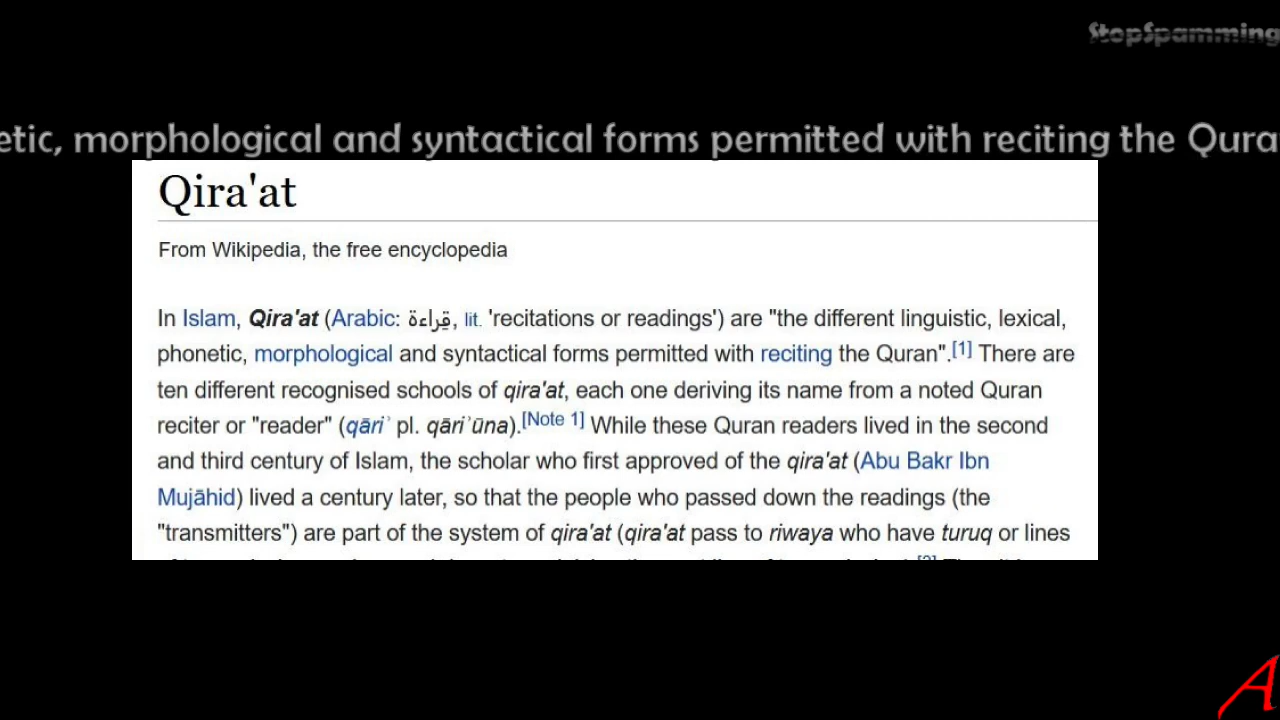 StopSpamming
etic, morphological and syntactical forms permitted with reciting the Qura
Qira'at
From Wikipedia, the free encyclopedia
In Islam, Qira'at (Arabic: قِراءة, lit. 'recitations or readings') are "the different linguistic, lexical,
phonetic, morphological and syntactical forms permitted with reciting the Quran".[1] There are
ten different recognised schools of qira'at, each one deriving its name from a noted Quran
reciter or "reader" (qāriʾ pl. qāriʾūna).[Note 1] While these Quran readers lived in the second
and third century of Islam, the scholar who first approved of the qira'at (Abu Bakr Ibn
Mujāhid) lived a century later, so that the people who passed down the readings (the
"transmitters") are part of the system of qira'at (qira'at pass to riwaya who have turuq or lines
A